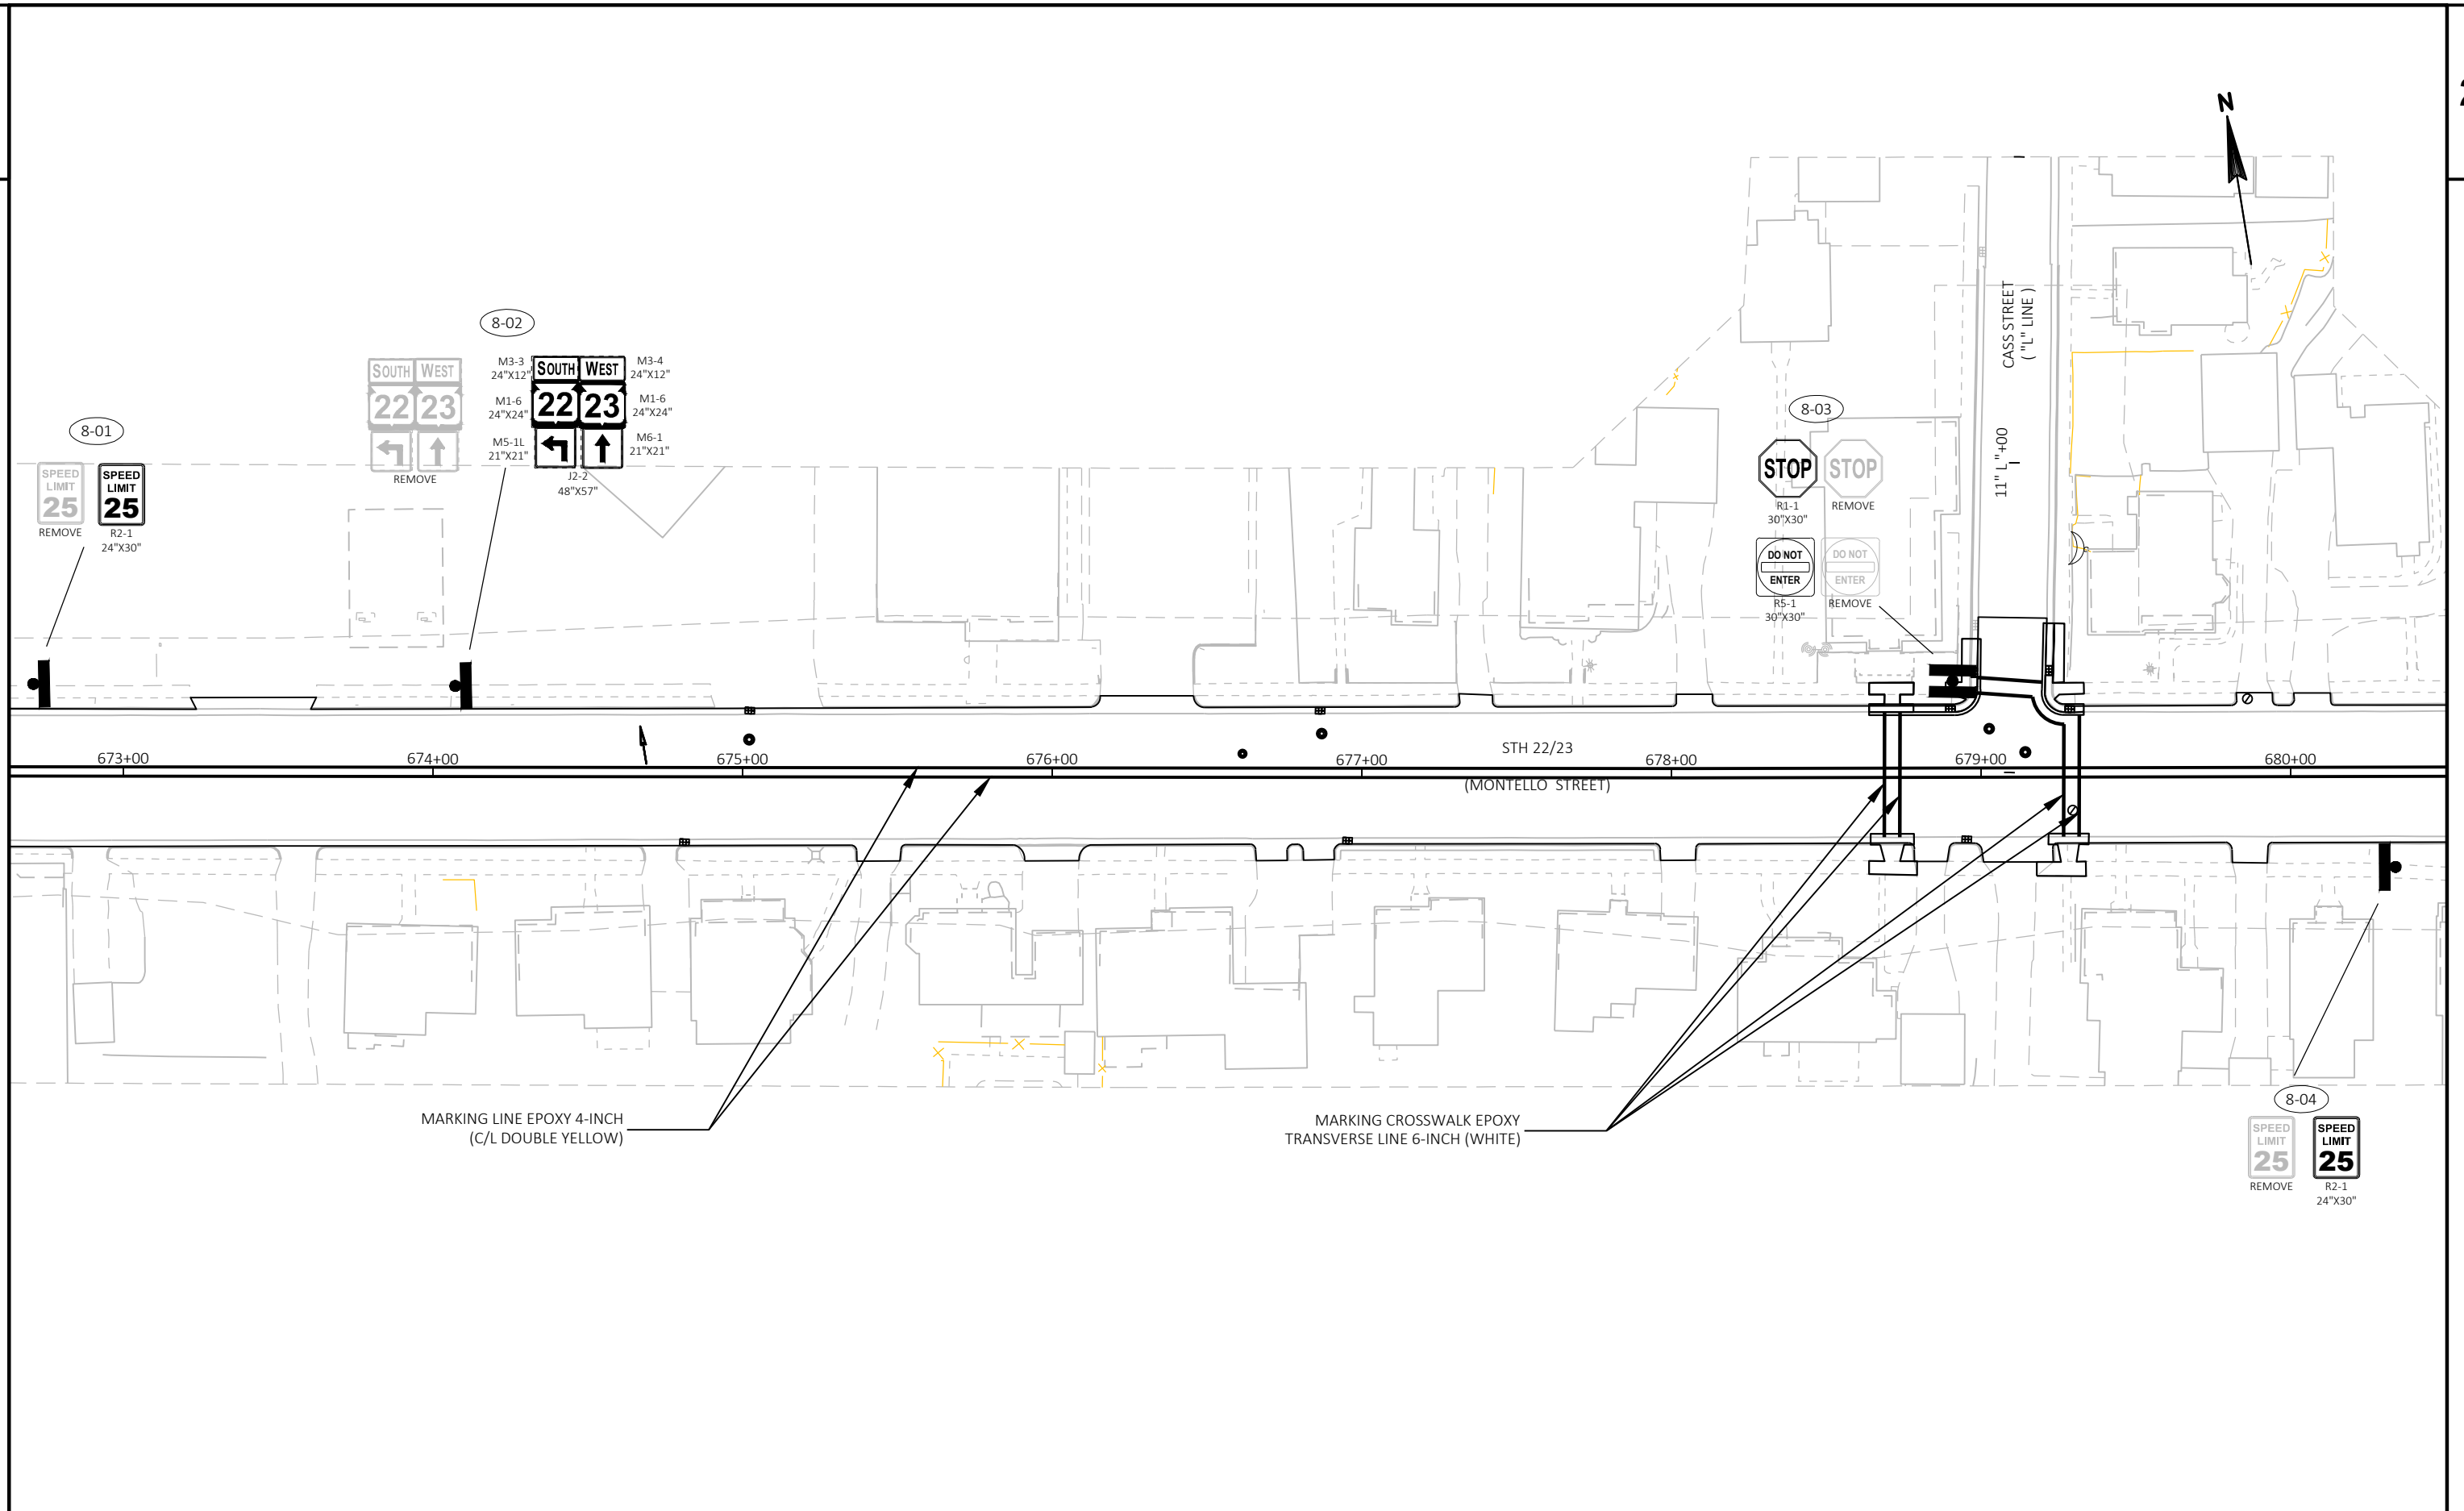 N
8-02
SOUTH WEST
22 23
REMOVE
M3-3
24"X12"
M1-6
24"X24"
M5-1L
21"X21"
SOUTH WEST
22 23
M3-4
24"X12"
M1-6
24"X24"
M6-1
21"X21"
J2-2
48"X57"
8-01
SPEED
LIMIT
25
REMOVE
SPEED
LIMIT
25
R2-1
24"X30"
8-03
STOP
R1-1
30"X30"
STOP
REMOVE
DO NOT
ENTER
R5-1
30"X30"
DO NOT
ENTER
REMOVE
CASS STREET
( "L" LINE )
11" L "+00
STH 22/23
673+00 674+00 675+00 676+00 677+00 678+00 679+00 680+00
(MONTELLO STREET)
MARKING LINE EPOXY 4-INCH
(C/L DOUBLE YELLOW)
MARKING CROSSWALK EPOXY
TRANSVERSE LINE 6-INCH (WHITE)
8-04
SPEED
LIMIT
25
REMOVE
SPEED
LIMIT
25
R2-1
24"X30"